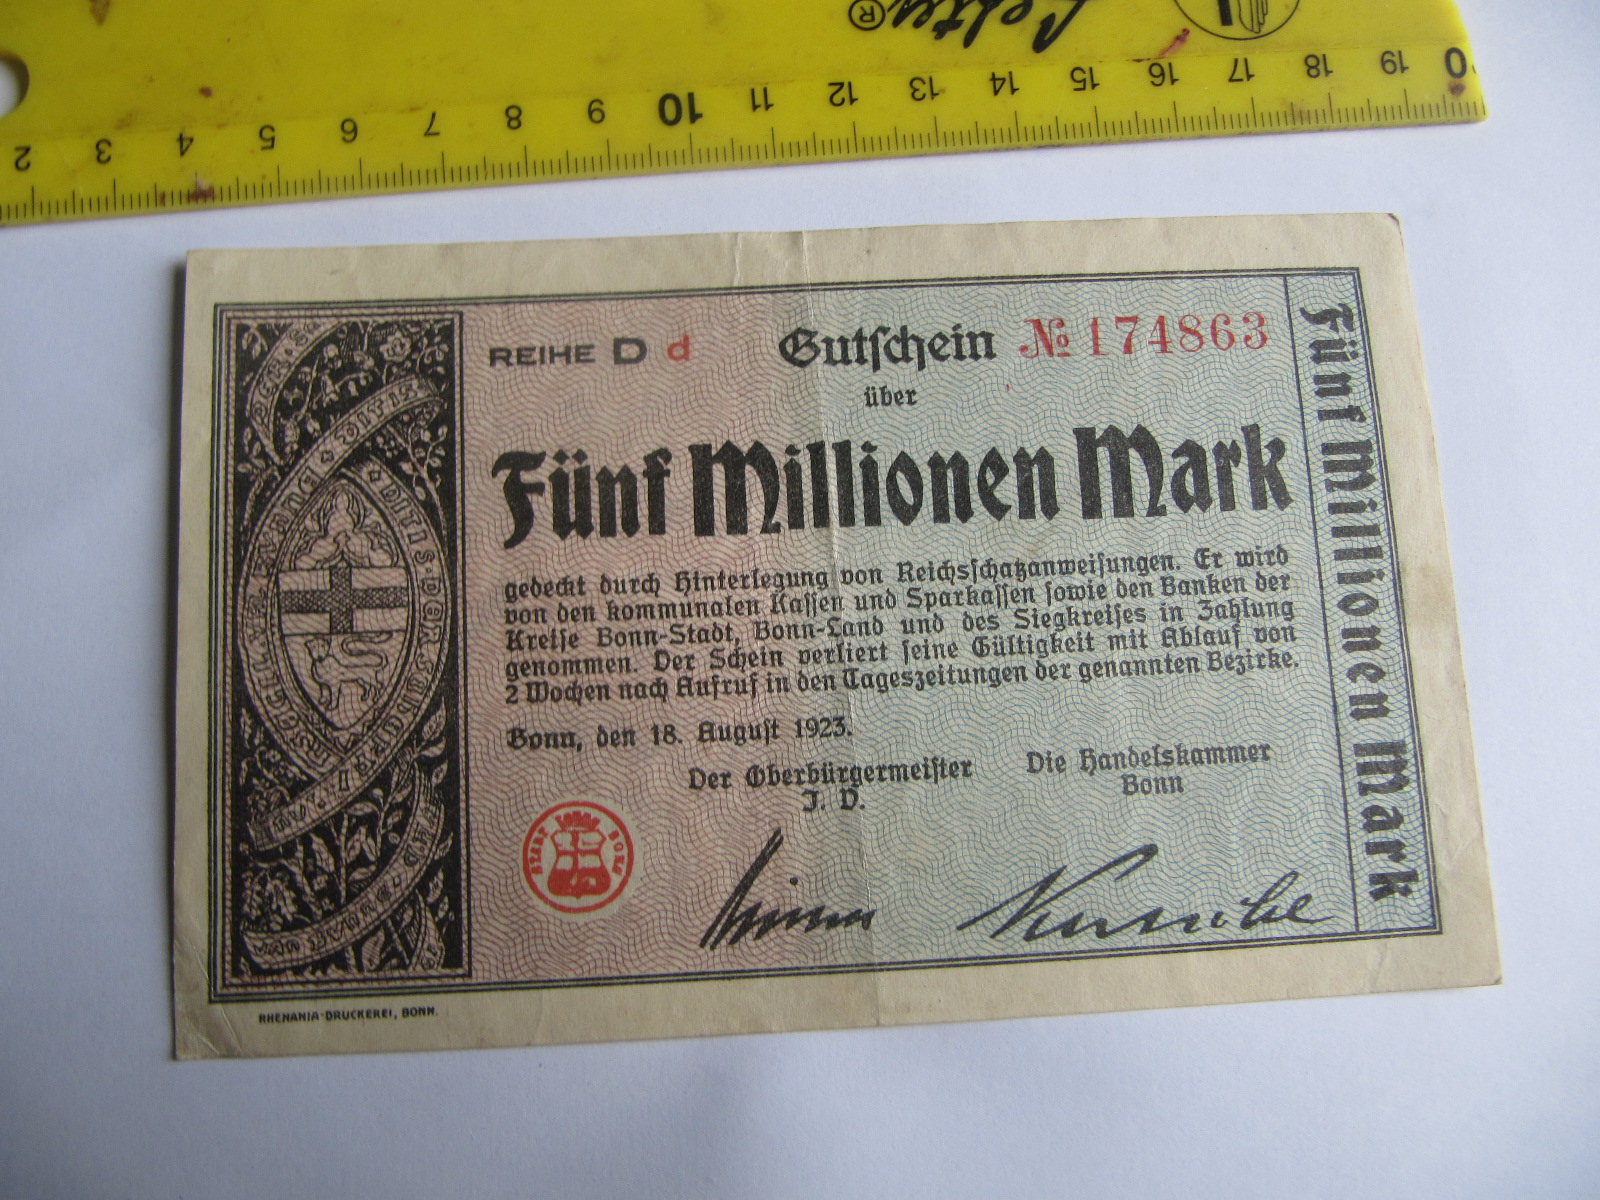 2 3 4 5 6 7 8 9 10 11 12 13 14 15 16 17 18 19 0
®
REIHE D d Gutschein № 174863
über
Fünf Millionen Mark
gedeckt durch Hinterlegung von Reichsschatzanweisungen. Er wird
von den kommunalen Kassen und Sparkassen sowie den Banken der
Kreise Bonn-Stadt, Bonn-Land und des Siegkreises in Zahlung
genommen. Der Schein verliert seine Gültigkeit mit Ablauf von
2 Wochen nach Aufruf in den Tageszeitungen der genannten Bezirke.
Bonn, den 18. August 1923.
Der Oberbürgermeister
J. V.
Die Handelskammer
Bonn
STADT BONN
Fünf Millionen Mark
RHENANIA-DRUCKEREI, BONN.